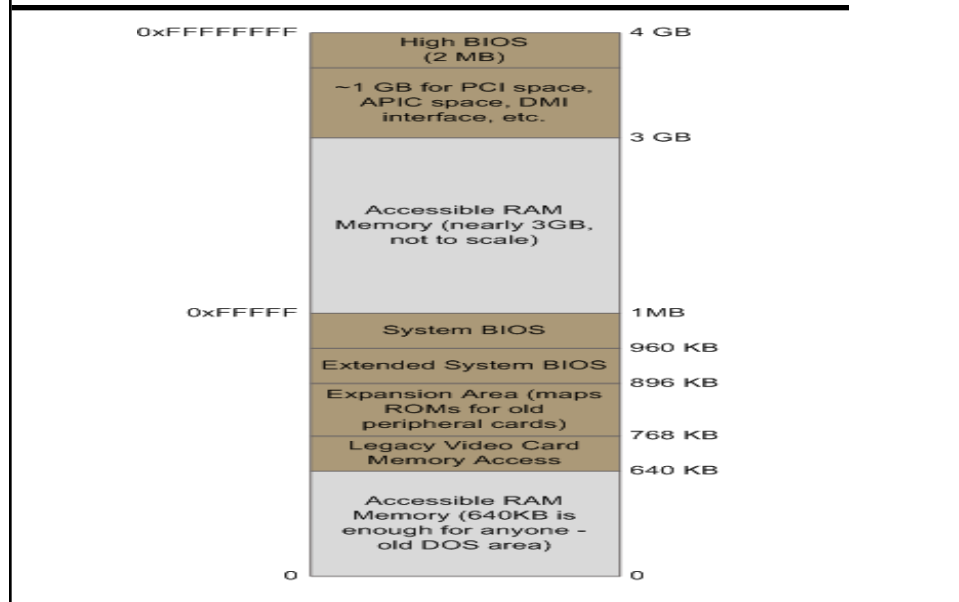 0xFFFFFFFF
4 GB
High BIOS
(2 MB)
~1 GB for PCI space,
APIC space, DMI
interface, etc.
3 GB
Accessible RAM
Memory (nearly 3GB,
not to scale)
0xFFFFF
1MB
System BIOS
960 KB
Extended System BIOS
896 KB
Expansion Area (maps
ROMs for old
peripheral cards)
768 KB
Legacy Video Card
Memory Access
640 KB
Accessible RAM
Memory (640KB is
enough for anyone -
old DOS area)
0
0